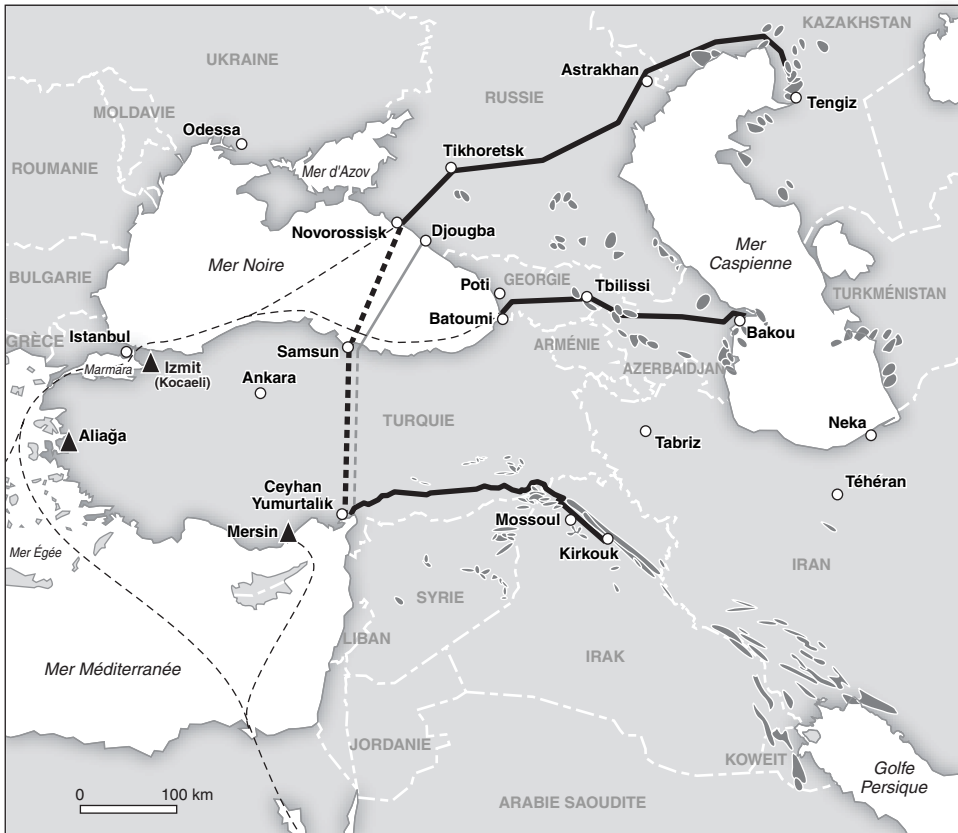 KAZAKHSTAN
UKRAINE
Astrakhan
RUSSIE
Tengiz
MOLDAVIE
Odessa
Tikhoretsk
ROUMANIE
Mer d'Azov
Novorossisk
Djougba
Mer Noire
Mer
Caspienne
BULGARIE
Poti
GEORGIE
Tbilissi
TURKMÉNISTAN
Batoumi
Bakou
GRÈCE
Istanbul
Samsun
ARMÉNIE
Marmara
Izmit
(Kocaeli)
AZERBAIDJAN
Ankara
TURQUIE
Neka
Aliağa
Tabriz
Téhéran
Ceyhan
Yumurtalık
Mossoul
Mersin
Kirkouk
Mer Égée
IRAN
SYRIE
LIBAN
IRAK
Mer Méditerranée
JORDANIE
KOWEIT
Golfe
Persique
0 100 km
ARABIE SAOUDITE